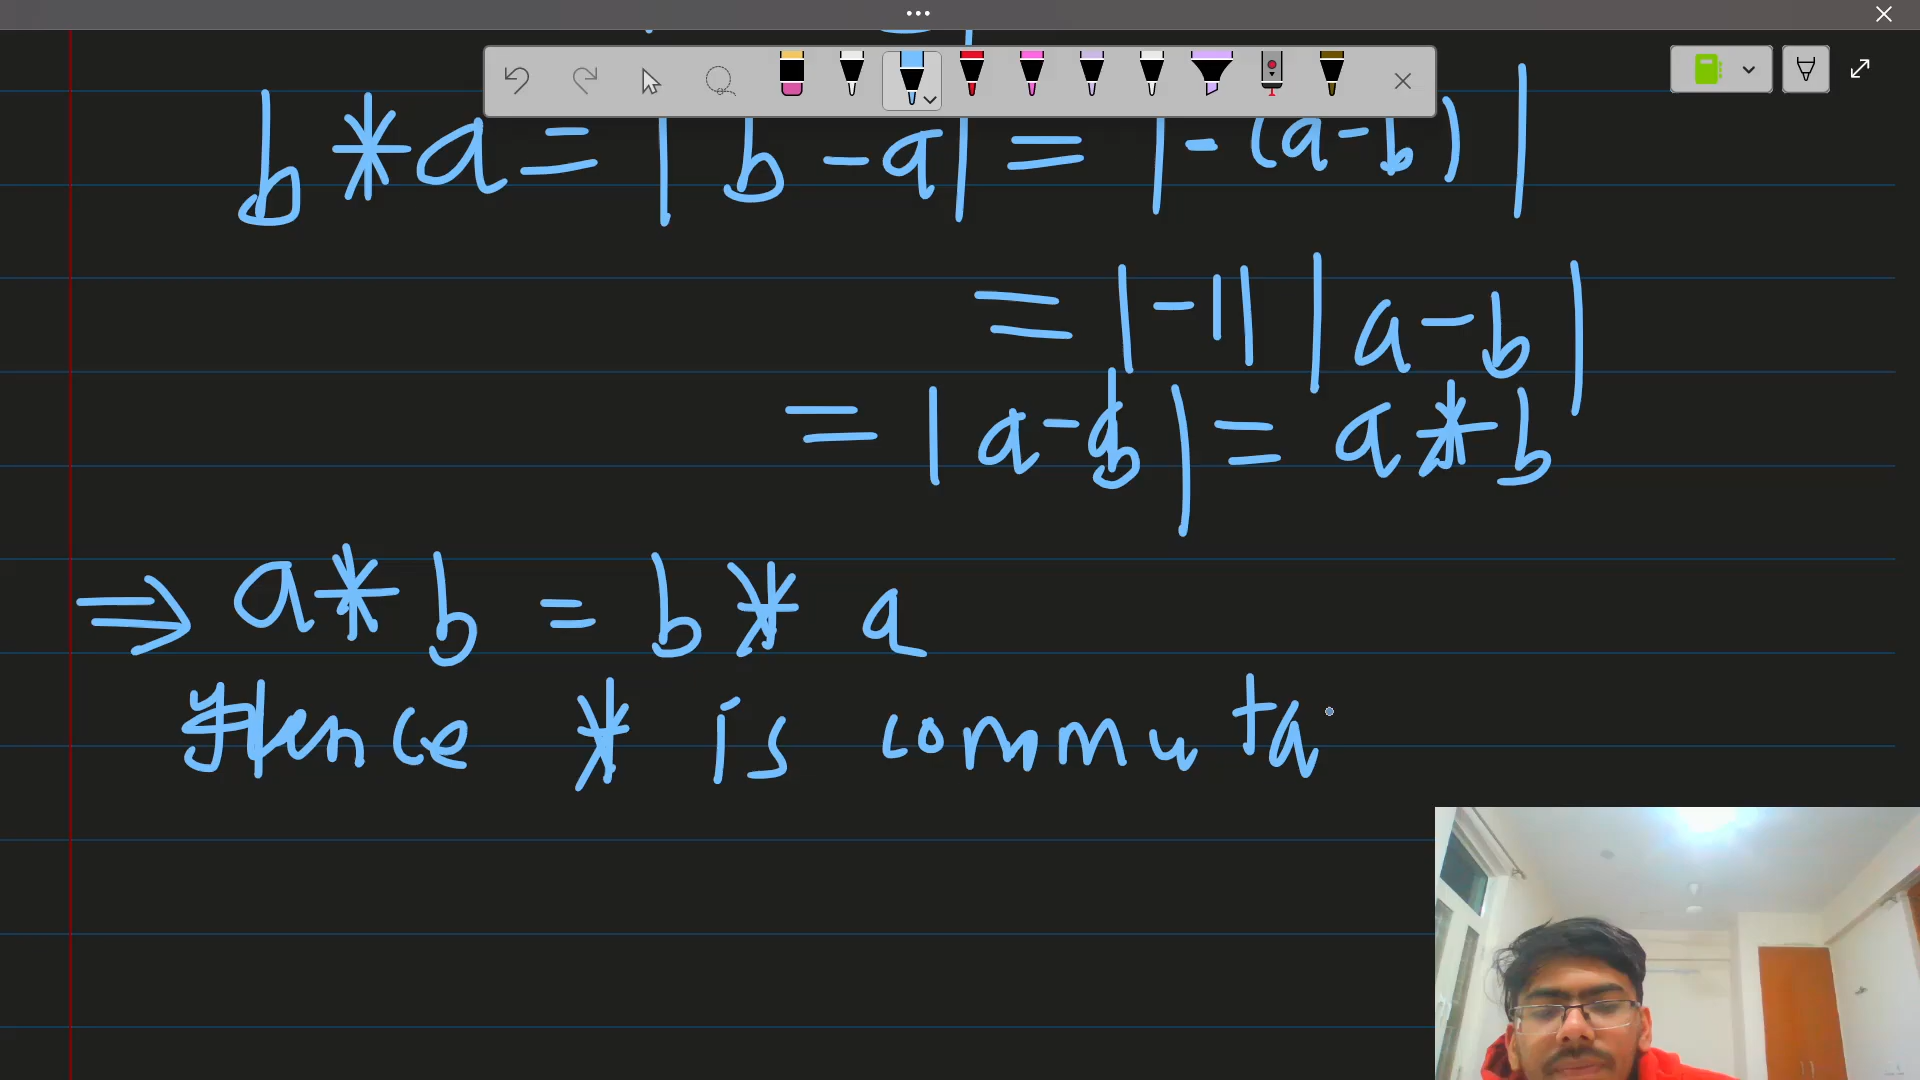 b*a = |b-a| = |-(a-b)|
= |-1| |a-b|
= |a-b| = a*b
⇒ a*b = b*a
Hence * is commuta